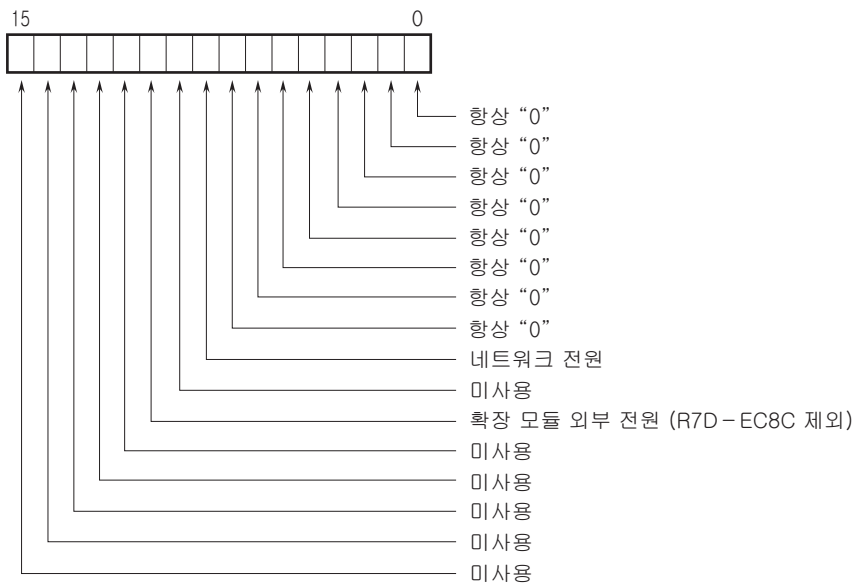 15 0
항상 “0”
항상 “0”
항상 “0”
항상 “0”
항상 “0”
항상 “0”
항상 “0”
항상 “0”
네트워크 전원
미사용
확장 모듈 외부 전원 (R7D－EC8C 제외)
미사용
미사용
미사용
미사용
미사용